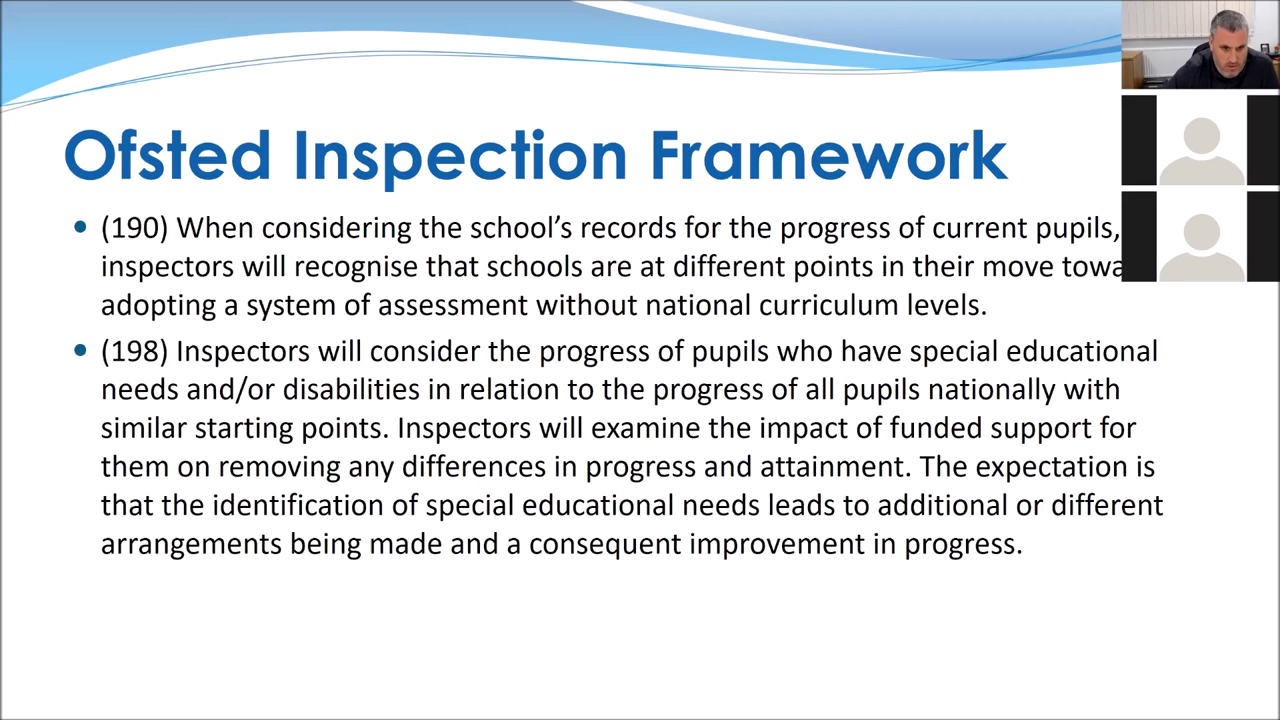 Ofsted Inspection Framework
• (190) When considering the school’s records for the progress of current pupils,
inspectors will recognise that schools are at different points in their move
adopting a system of assessment without national curriculum levels.
• (198) Inspectors will consider the progress of pupils who have special educational
needs and/or disabilities in relation to the progress of all pupils nationally with
similar starting points. Inspectors will examine the impact of funded support for
them on removing any differences in progress and attainment. The expectation is
that the identification of special educational needs leads to additional or different
arrangements being made and a consequent improvement in progress.